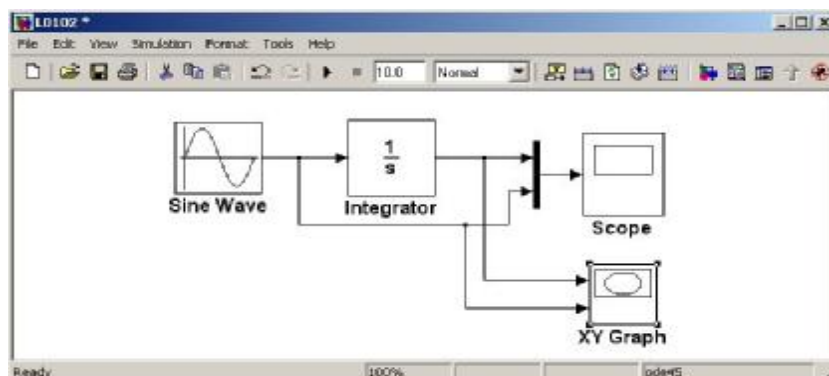 L0102 *
File Edit View Simulation Format Tools Help
10.0 Normal
1
s
Sine Wave
Integrator
Scope
XY Graph
Ready 100% ode45